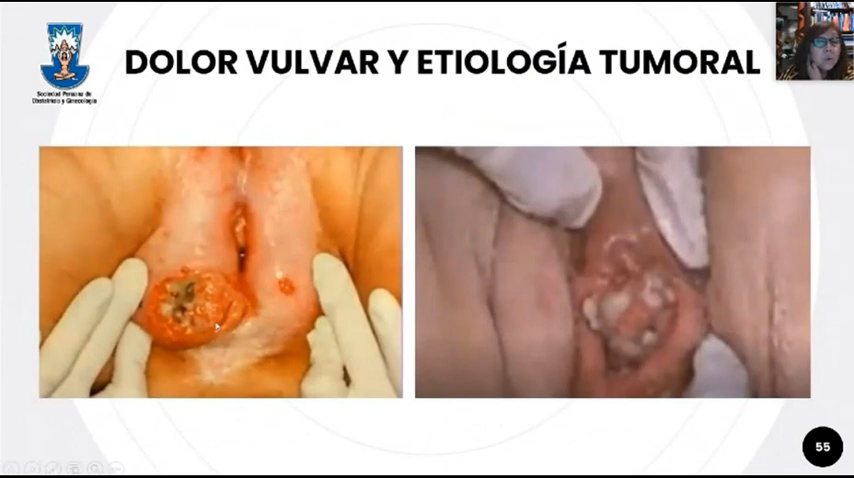 DOLOR VULVAR Y ETIOLOGÍA TUMORAL
Sociedad Peruana de
Obstetricia y Ginecología
55